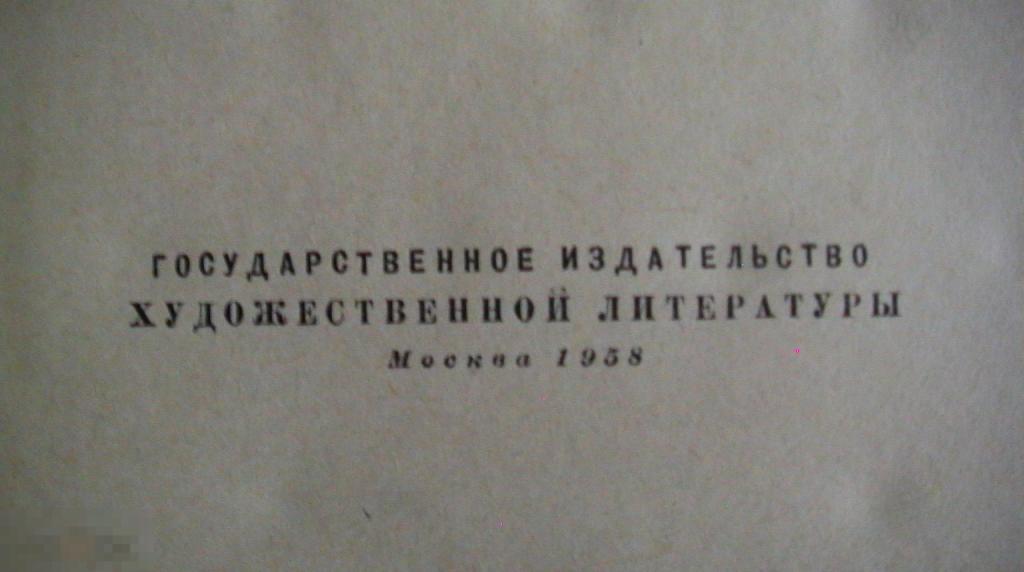 ГОСУДАРСТВЕННОЕ ИЗДАТЕЛЬСТВО
ХУДОЖЕСТВЕННОЙ ЛИТЕРАТУРЫ
Москва 1958